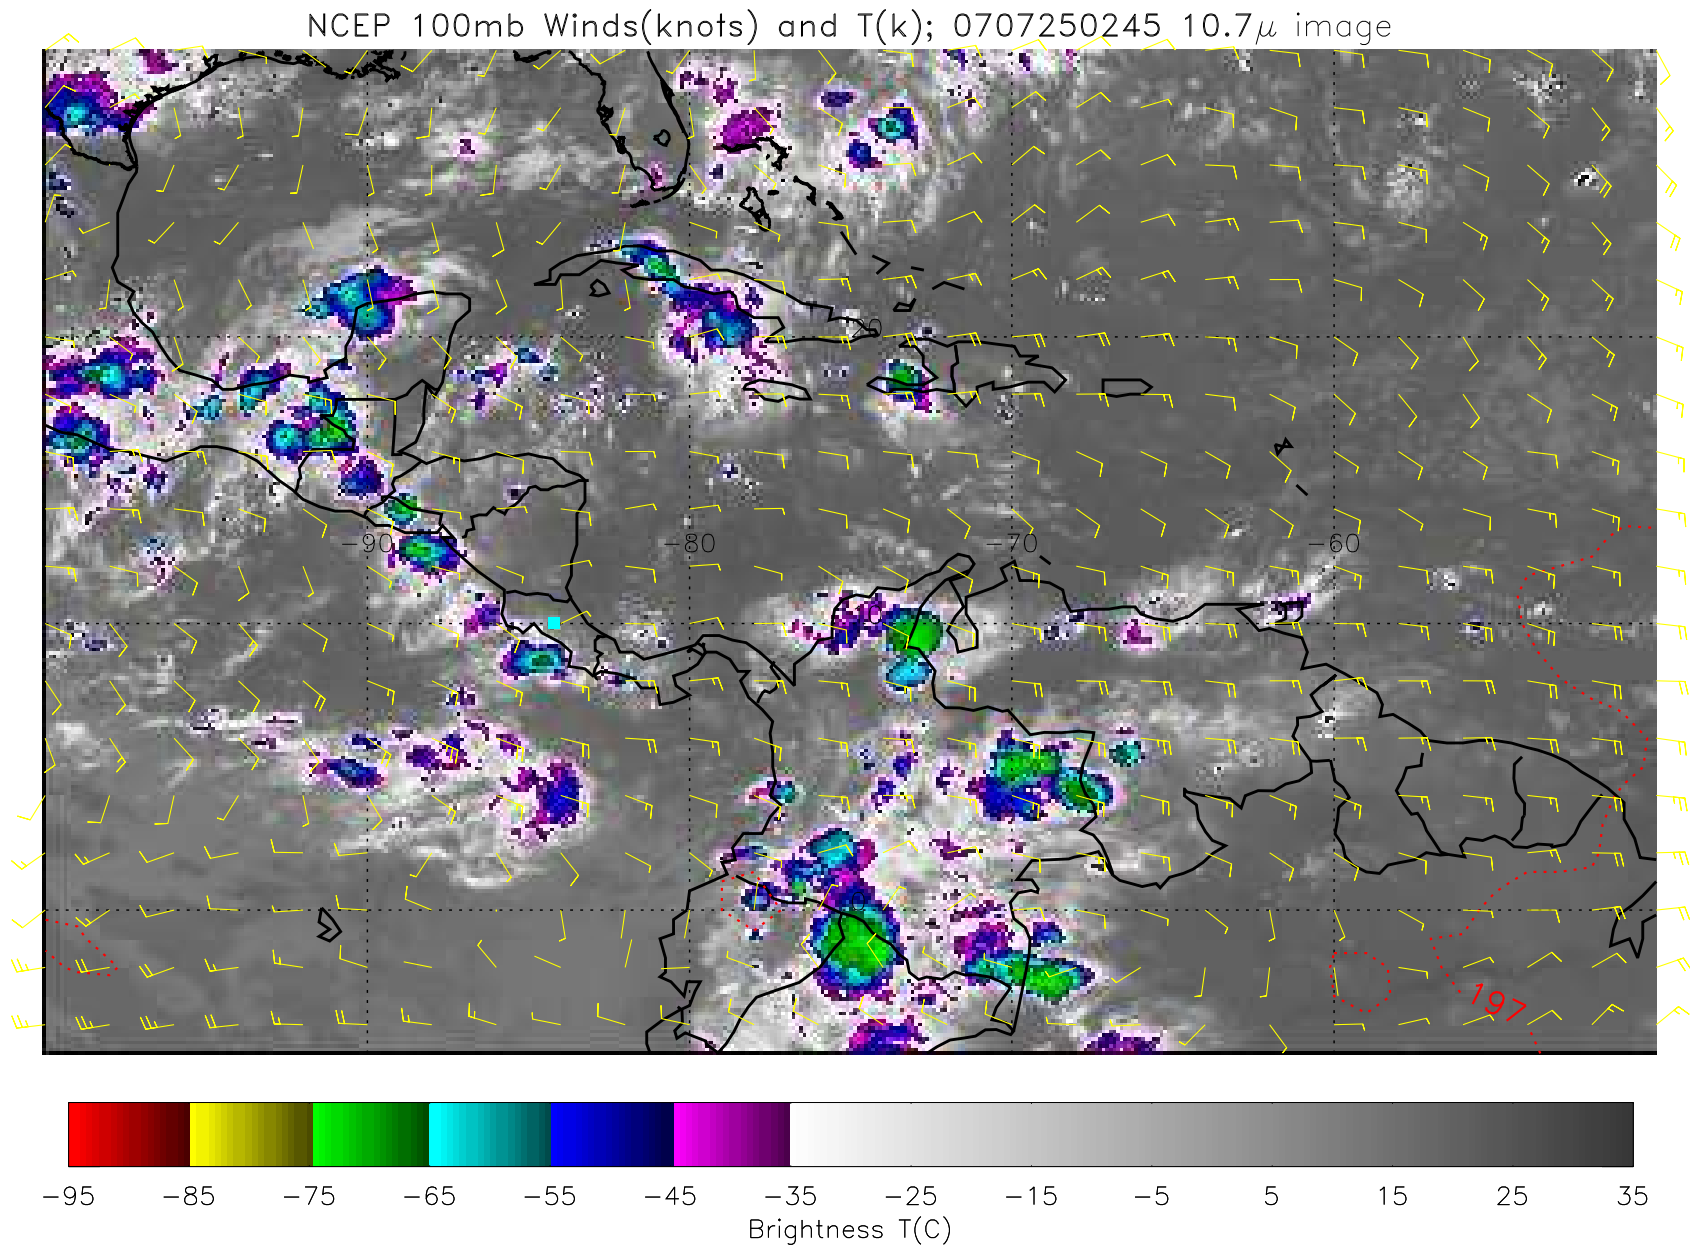 NCEP 100mb Winds(knots) and T(k); 0707250245 10.7μ image
20
-90 -80 -70 -60
197
-95 -85 -75 -65 -55 -45 -35 -25 -15 -5 5 15 25 35
Brightness T(C)